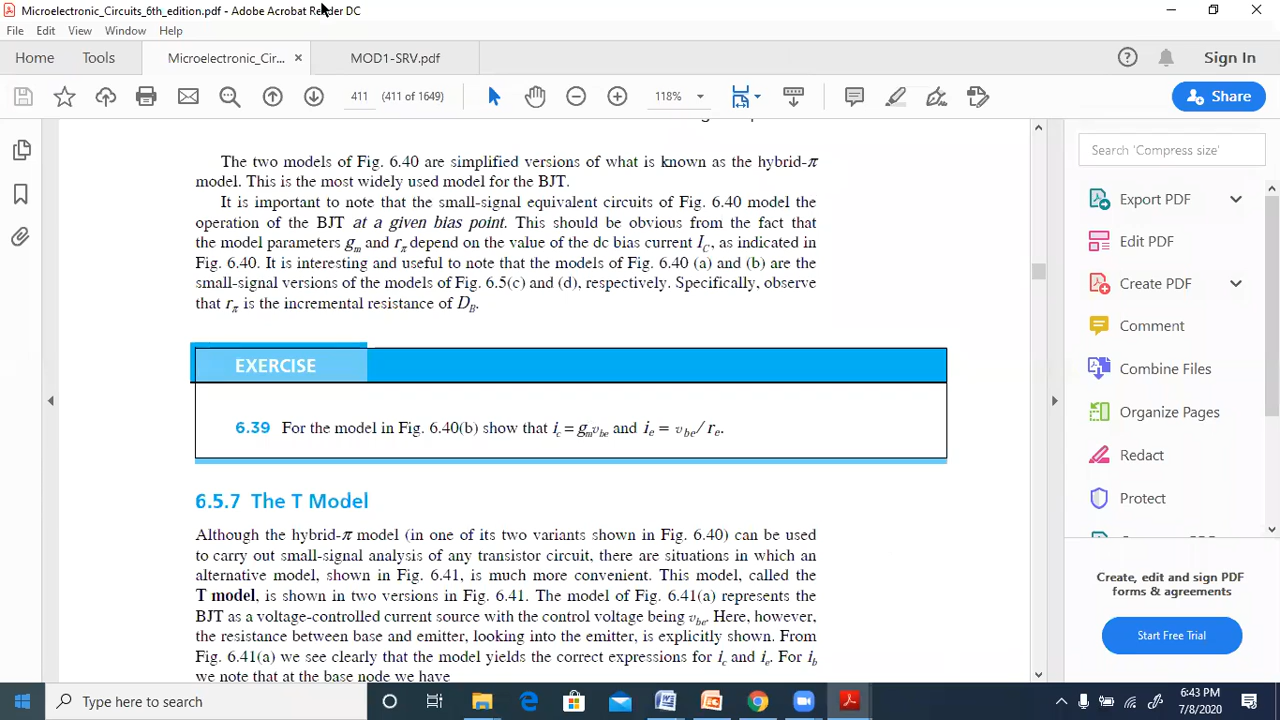 Microelectronic_Circuits_6th_edition.pdf - Adobe Acrobat Reader DC
File Edit View Window Help
Home Tools Microelectronic_Cir... × MOD1-SRV.pdf Sign In
411 (411 of 1649) 118% Share
The two models of Fig. 6.40 are simplified versions of what is known as the hybrid-π
model. This is the most widely used model for the BJT.
It is important to note that the small-signal equivalent circuits of Fig. 6.40 model the
operation of the BJT at a given bias point. This should be obvious from the fact that
the model parameters gm and rπ depend on the value of the dc bias current IC, as indicated in
Fig. 6.40. It is interesting and useful to note that the models of Fig. 6.40 (a) and (b) are the
small-signal versions of the models of Fig. 6.5(c) and (d), respectively. Specifically, observe
that rπ is the incremental resistance of DB.
EXERCISE
6.39 For the model in Fig. 6.40(b) show that ic = gmvbe and ie = vbe/re.
6.5.7 The T Model
Although the hybrid-π model (in one of its two variants shown in Fig. 6.40) can be used
to carry out small-signal analysis of any transistor circuit, there are situations in which an
alternative model, shown in Fig. 6.41, is much more convenient. This model, called the
T model, is shown in two versions in Fig. 6.41. The model of Fig. 6.41(a) represents the
BJT as a voltage-controlled current source with the control voltage being vbe. Here, however,
the resistance between base and emitter, looking into the emitter, is explicitly shown. From
Fig. 6.41(a) we see clearly that the model yields the correct expressions for ic and ie. For ib
we note that at the base node we have
Search 'Compress size'
Export PDF
Edit PDF
Create PDF
Comment
Combine Files
Organize Pages
Redact
Protect
Create, edit and sign PDF
forms & agreements
Start Free Trial
Type here to search
6:43 PM
7/8/2020